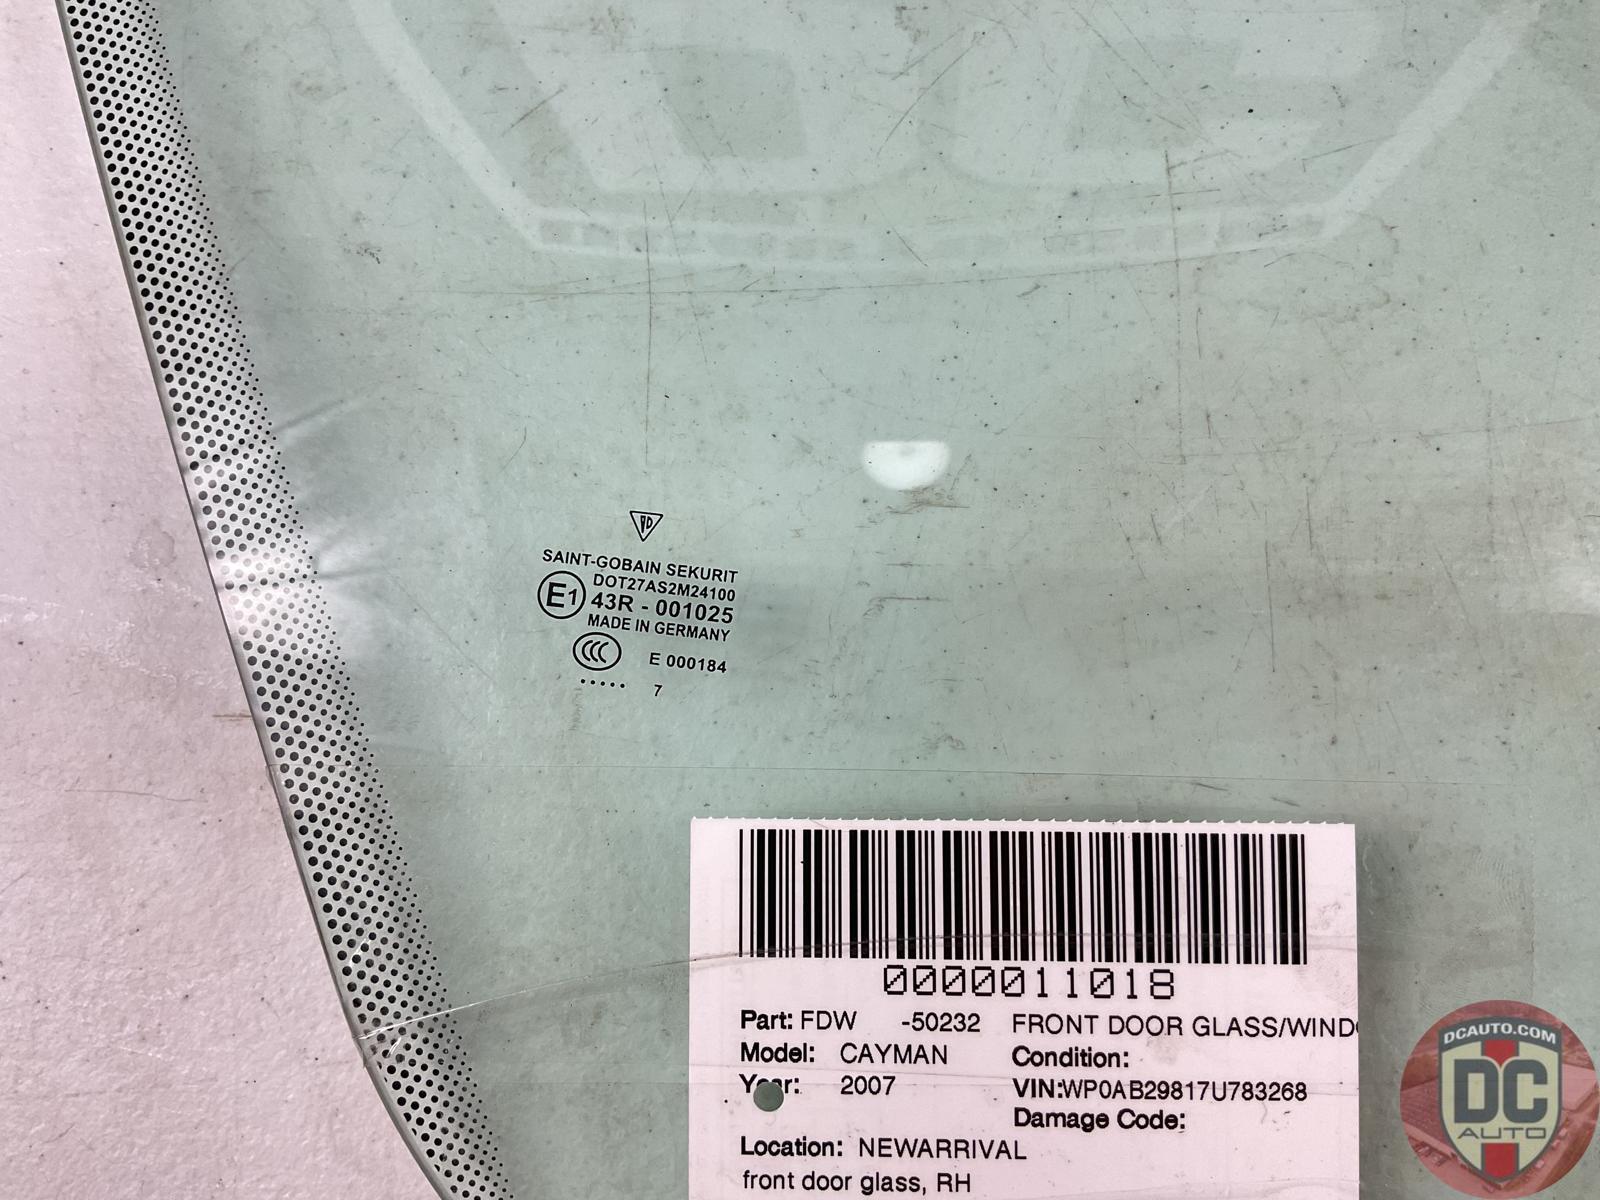 PD
SAINT-GOBAIN SEKURIT
DOT27AS2M24100
E1 43R - 001025
MADE IN GERMANY
CCC E 000184
..... 7
0000011018
Part: FDW -50232 FRONT DOOR GLASS/WIND
Model: CAYMAN Condition:
Year: 2007 VIN:WP0AB29817U783268
Damage Code:
Location: NEWARRIVAL
front door glass, RH
DCAUTO.COM
DC
AUTO